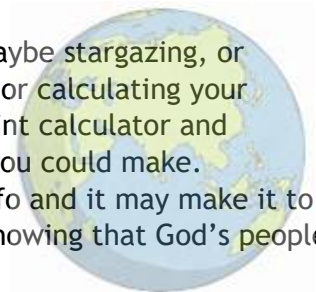 aybe stargazing, or
or calculating your
int calculator and
ou could make.
fo and it may make it to
nowing that God's people